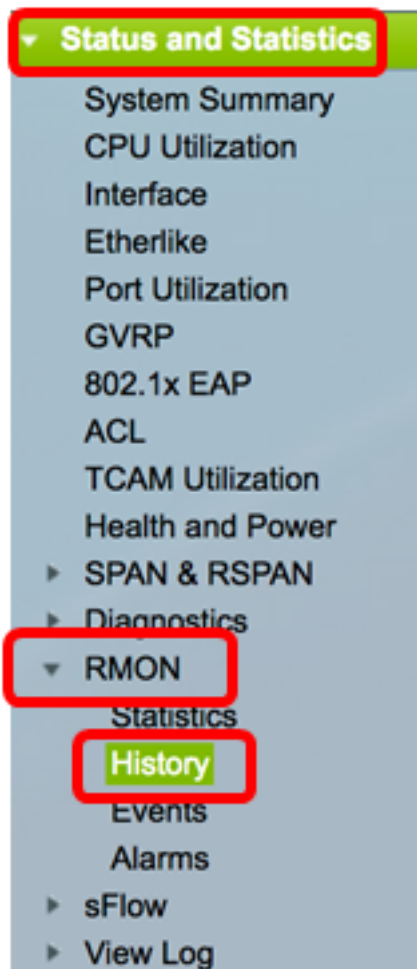 Status and Statistics
System Summary
CPU Utilization
Interface
Etherlike
Port Utilization
GVRP
802.1x EAP
ACL
TCAM Utilization
Health and Power
SPAN & RSPAN
Diagnostics
RMON
Statistics
History
Events
Alarms
sFlow
View Log